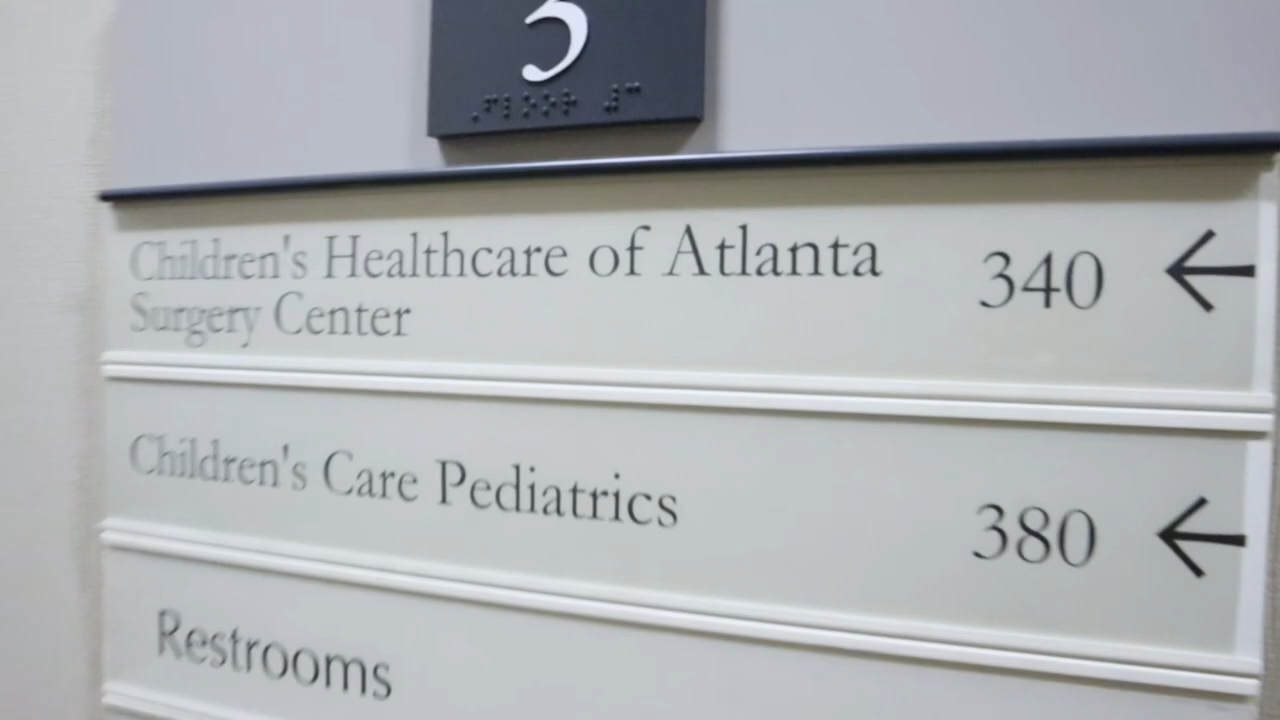 3
Children's Healthcare of Atlanta
Surgery Center
340
Children's Care Pediatrics
380
Restrooms